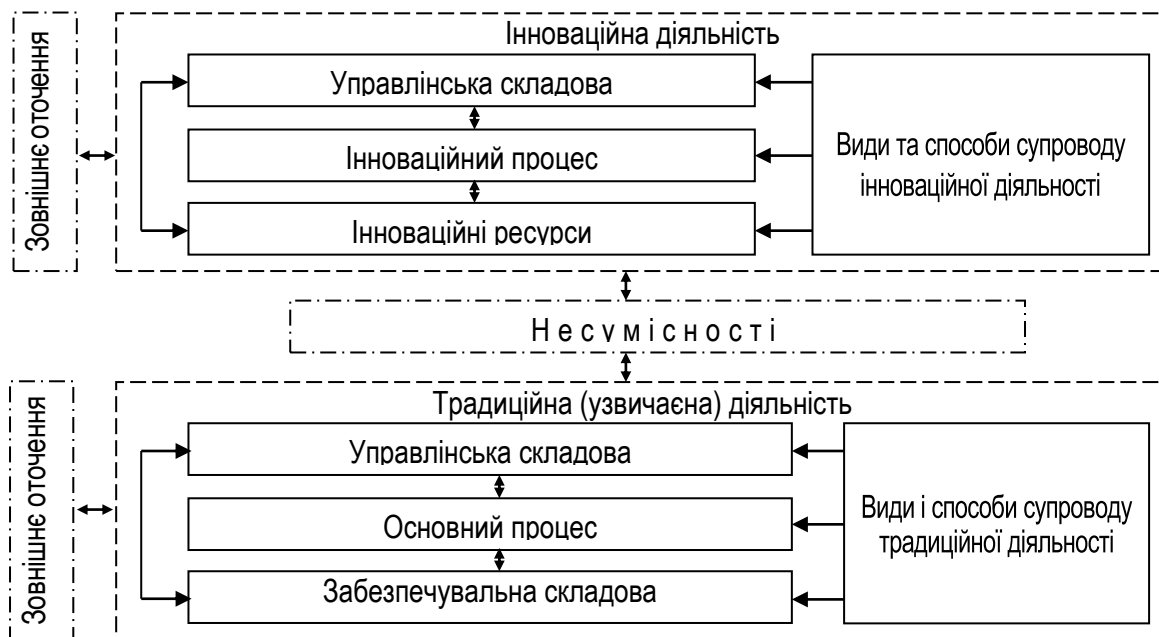 Зовнішнє оточення
Інноваційна діяльність
Управлінська складова
Інноваційний процес
Інноваційні ресурси
Види та способи супроводу
інноваційної діяльності
Н е с у м і с н о с т і
Зовнішнє оточення
Традиційна (узвичаєна) діяльність
Управлінська складова
Основний процес
Забезпечувальна складова
Види і способи супроводу
традиційної діяльності